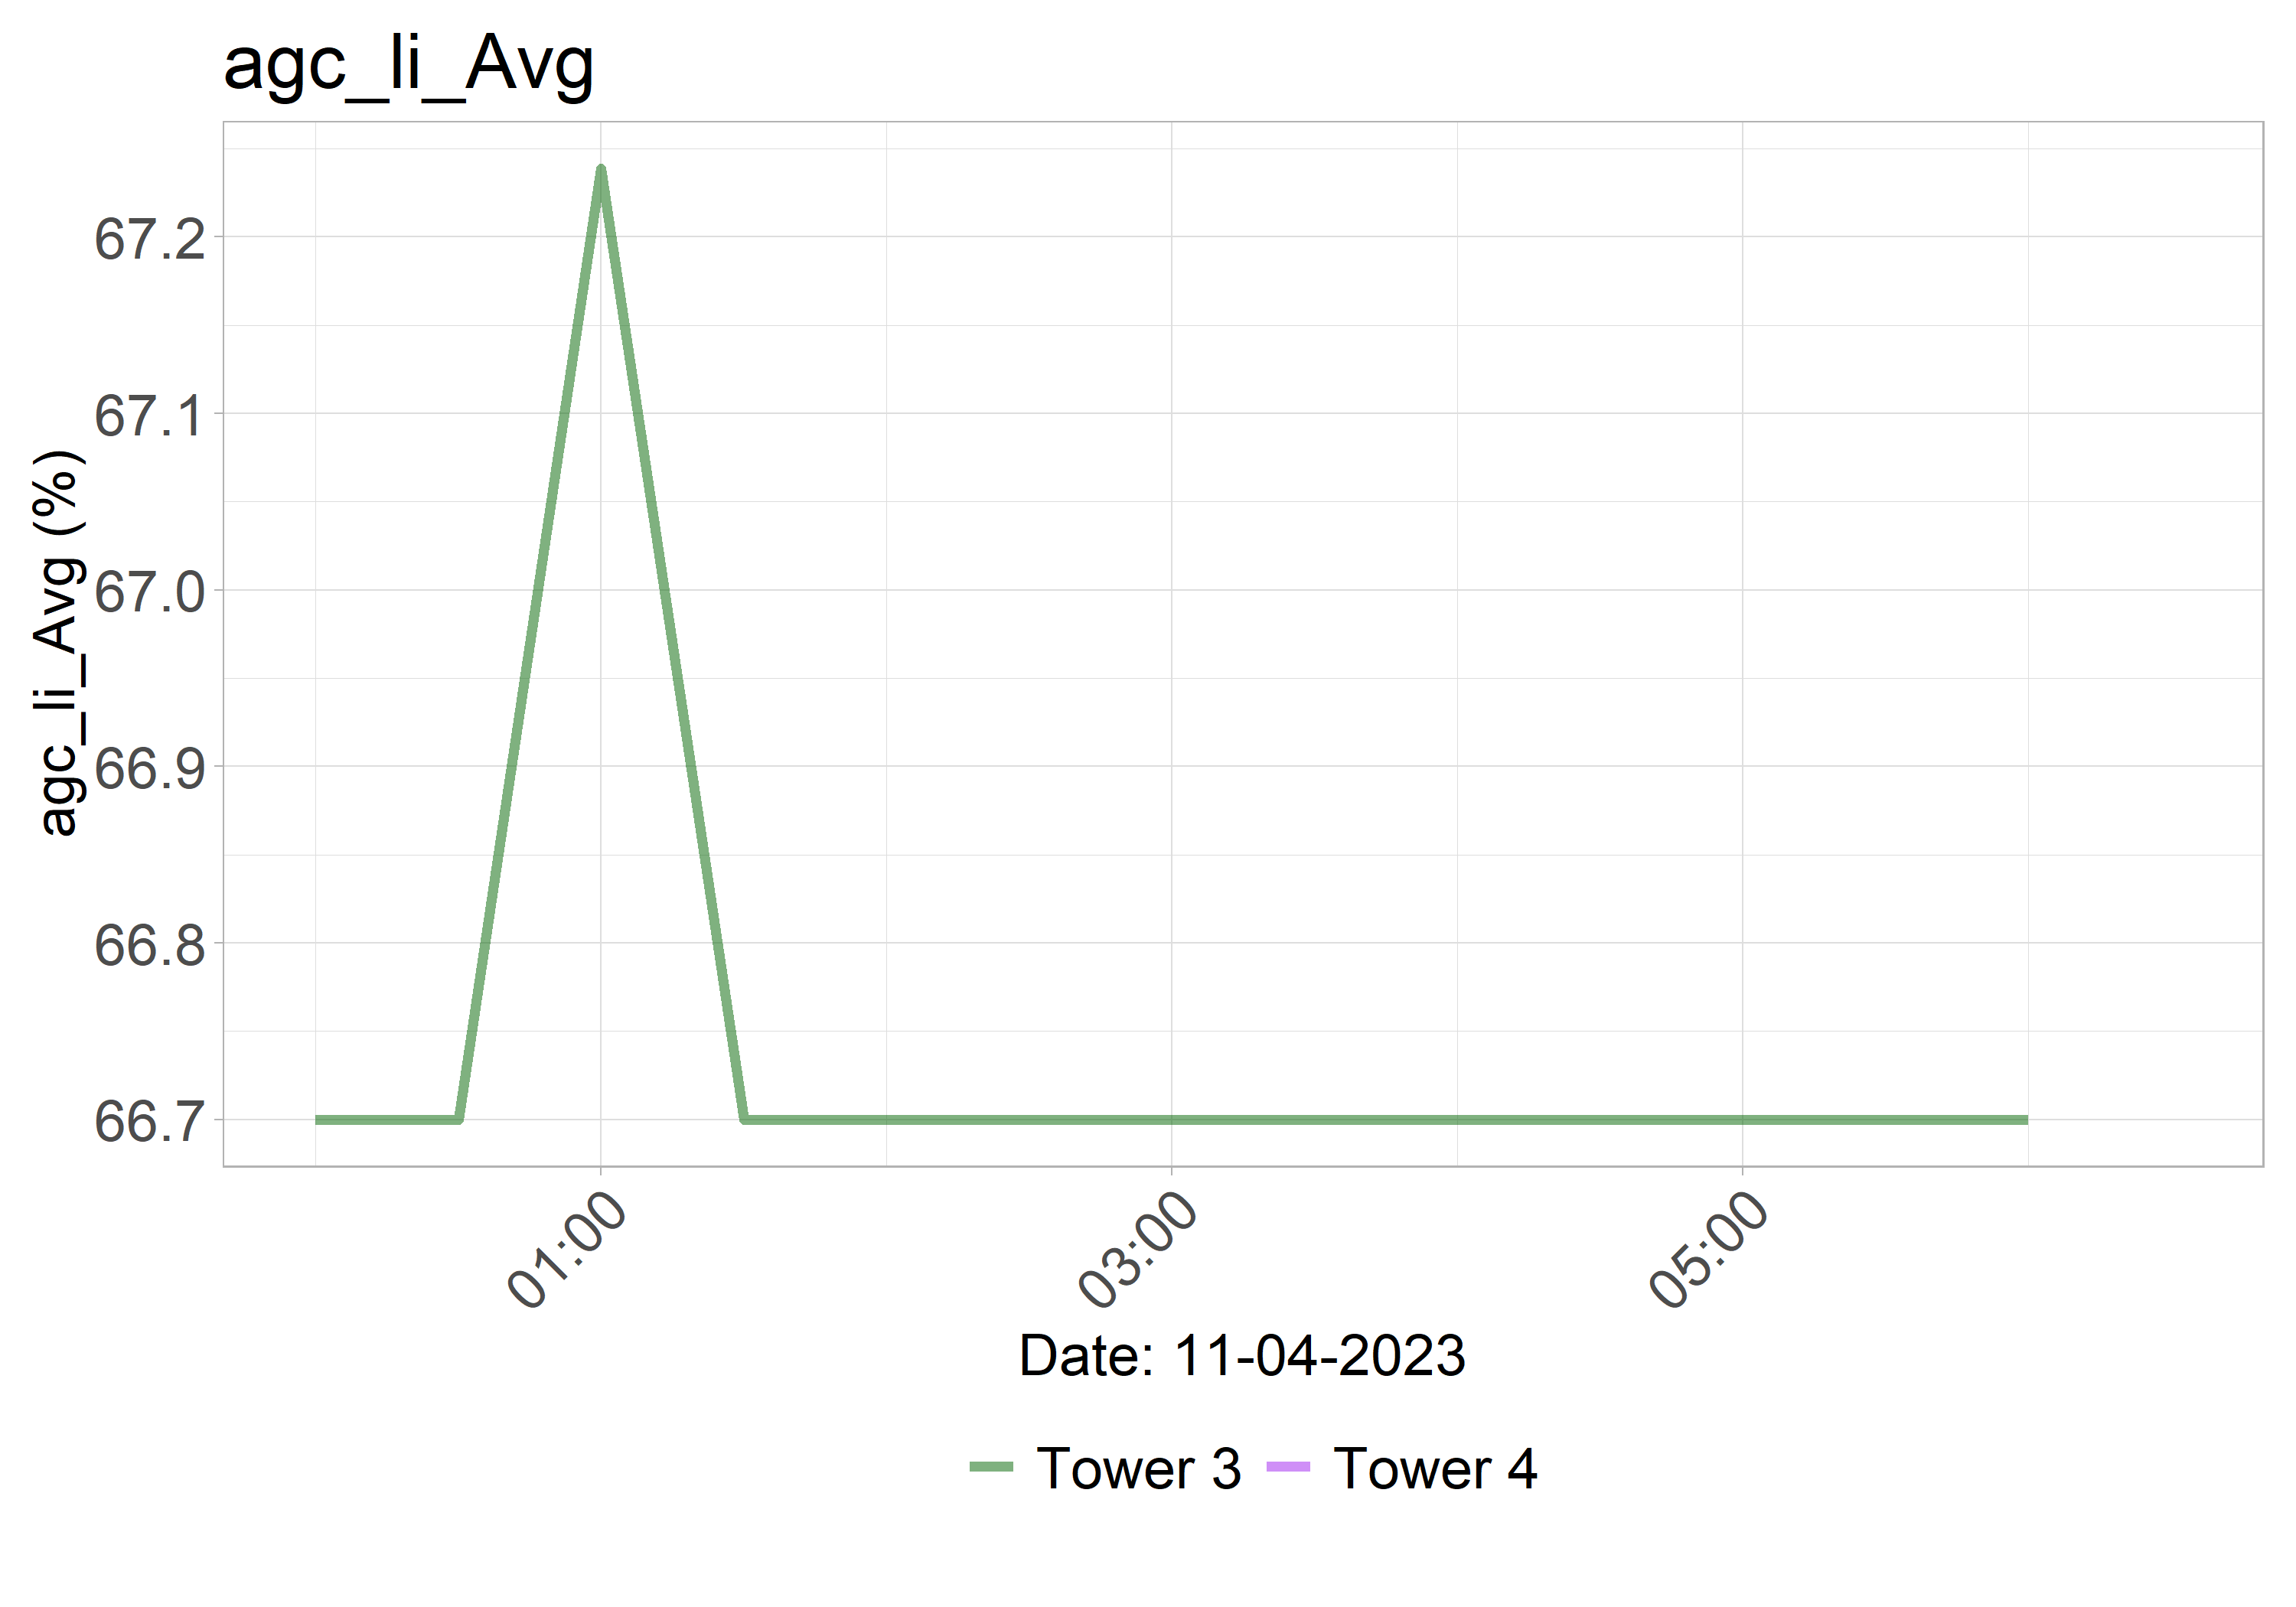 agc_li_Avg
agc_li_Avg (%)
67.2
67.1
67.0
66.9
66.8
66.7
01:00
03:00
05:00
Date: 11-04-2023
Tower 3
Tower 4